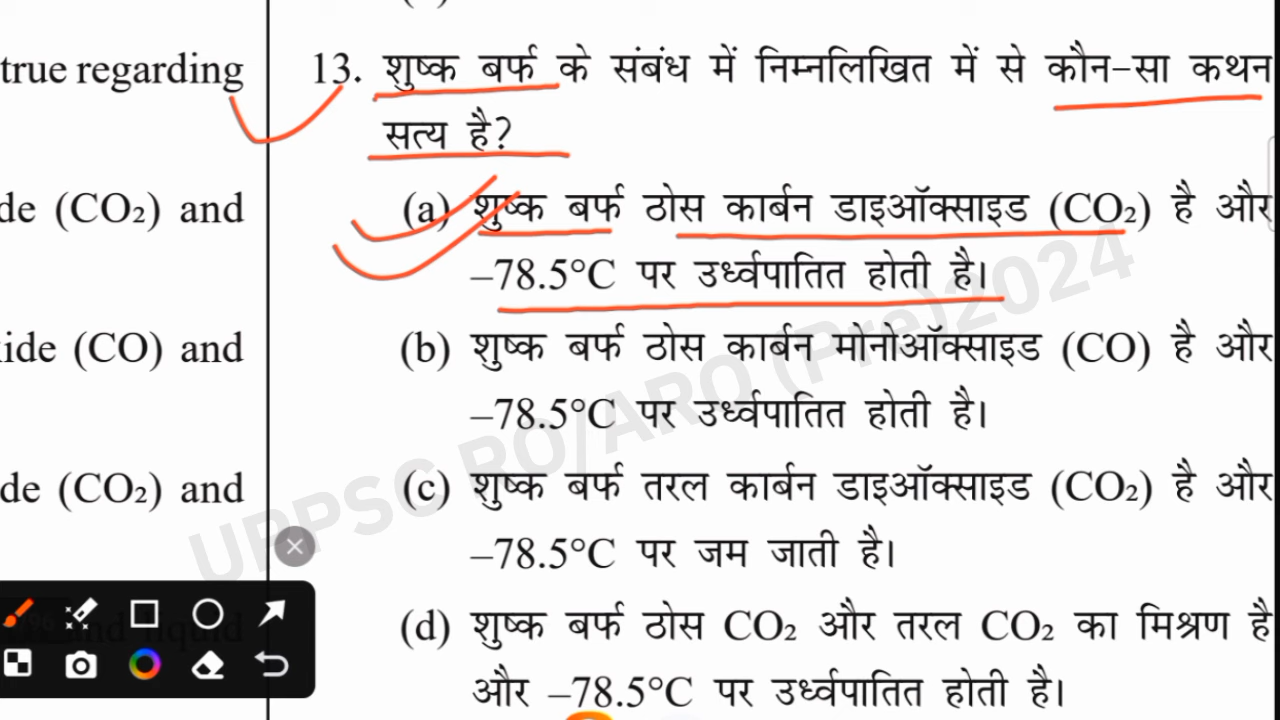 true regarding
13. शुष्क बर्फ के संबंध में निम्नलिखित में से कौन-सा कथन
सत्य है?
de (CO₂) and
(a) शुष्क बर्फ ठोस कार्बन डाइऑक्साइड (CO₂) है और
–78.5°C पर उर्ध्वपातित होती है।
ide (CO) and
(b) शुष्क बर्फ ठोस कार्बन मोनोऑक्साइड (CO) है और
–78.5°C पर उर्ध्वपातित होती है।
de (CO₂) and
(c) शुष्क बर्फ तरल कार्बन डाइऑक्साइड (CO₂) है और
–78.5°C पर जम जाती है।
(d) शुष्क बर्फ ठोस CO₂ और तरल CO₂ का मिश्रण है
और –78.5°C पर उर्ध्वपातित होती है।
and liquid
UPPSC RO/ARO (Pre) 2024